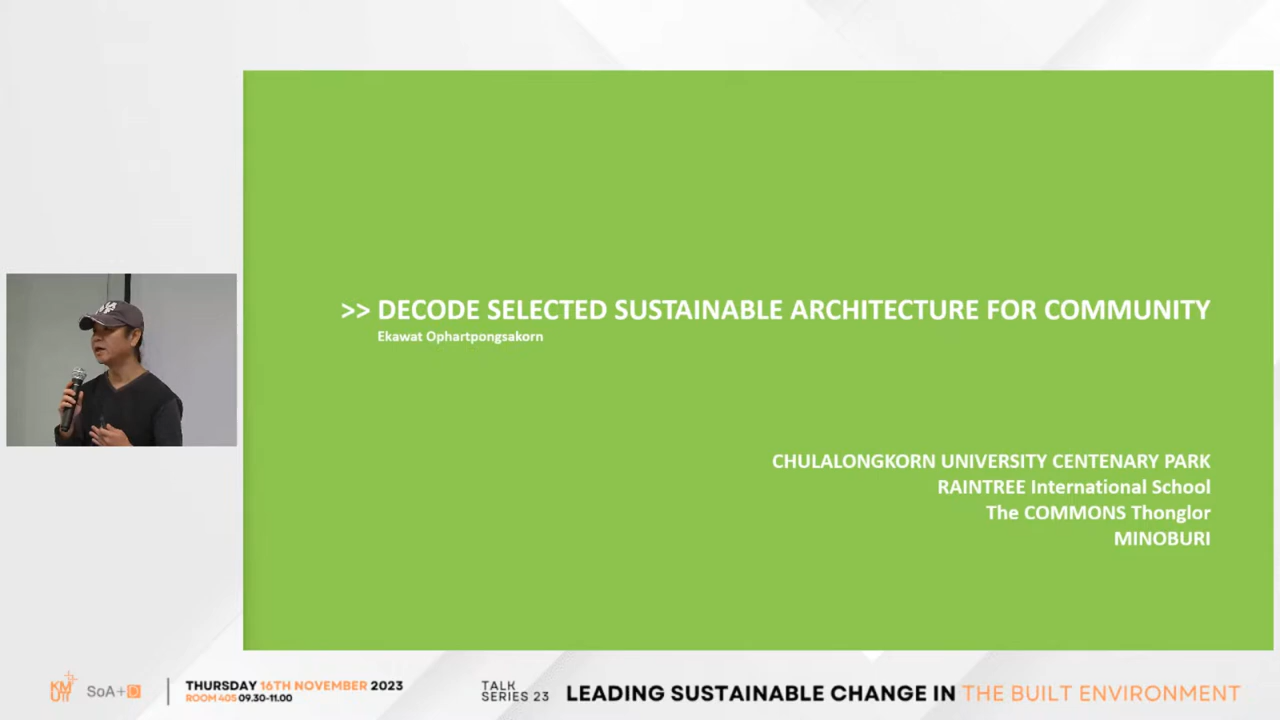 >> DECODE SELECTED SUSTAINABLE ARCHITECTURE FOR COMMUNITY
Ekawat Ophartpongsakorn
CHULALONGKORN UNIVERSITY CENTENARY PARK
RAINTREE International School
The COMMONS Thonglor
MINOBURI
KMUTT
SoA+D
THURSDAY 16TH NOVEMBER 2023
ROOM 405 09.30-11.00
TALK
SERIES 23
LEADING SUSTAINABLE CHANGE IN THE BUILT ENVIRONMENT